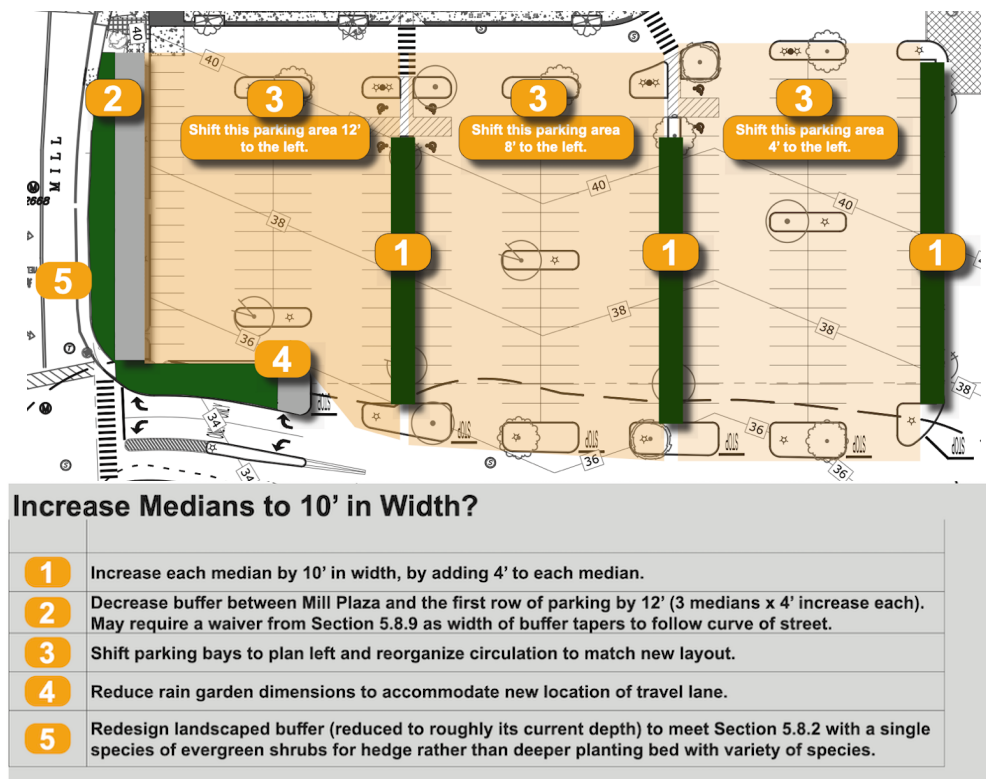 40
40
40
2
3
3
3
Shift this parking area 12’
to the left.
Shift this parking area
8’ to the left.
Shift this parking area
4’ to the left.
MILL
M
40
40
38
1
1
1
5
38
38
36
4
T
38
M
34
STOP
STOP
STOP
STOP
STOP
36
36
36
34
S
S
S
S
Increase Medians to 10’ in Width?
1
Increase each median by 10’ in width, by adding 4’ to each median.
2
Decrease buffer between Mill Plaza and the first row of parking by 12’ (3 medians x 4’ increase each).
May require a waiver from Section 5.8.9 as width of buffer tapers to follow curve of street.
3
Shift parking bays to plan left and reorganize circulation to match new layout.
4
Reduce rain garden dimensions to accommodate new location of travel lane.
5
Redesign landscaped buffer (reduced to roughly its current depth) to meet Section 5.8.2 with a single
species of evergreen shrubs for hedge rather than deeper planting bed with variety of species.